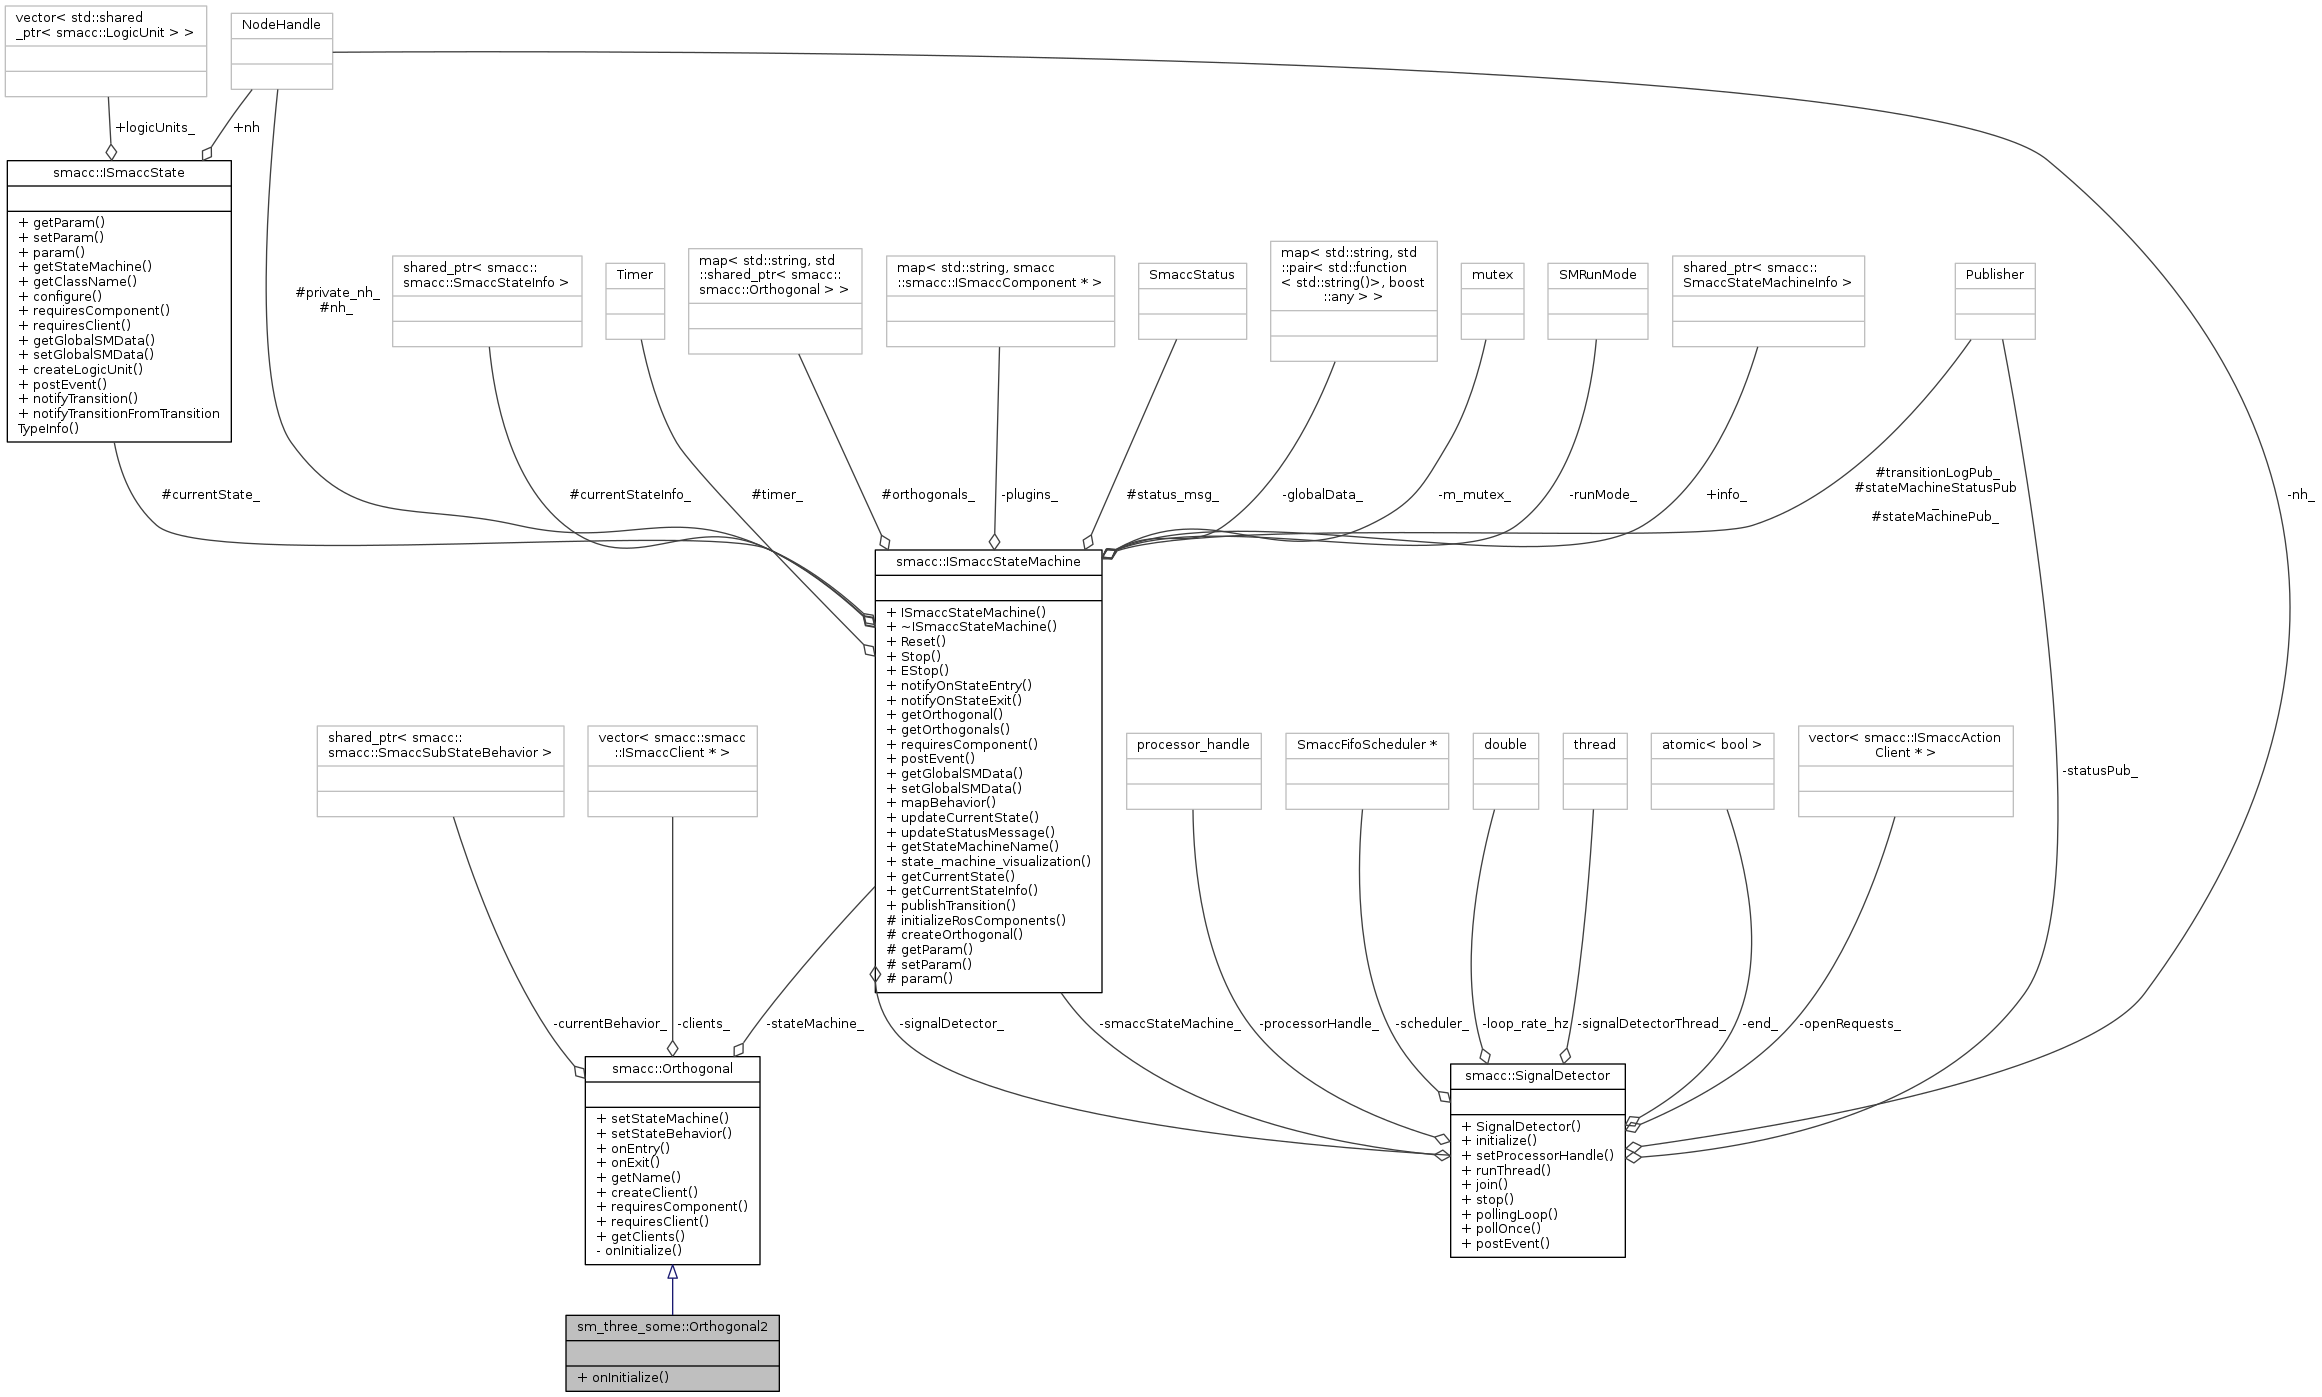 vector< std::shared
_ptr< smacc::LogicUnit > >
NodeHandle
+logicUnits_
+nh
smacc::ISmaccState
+ getParam()
+ setParam()
+ param()
+ getStateMachine()
+ getClassName()
+ configure()
+ requiresComponent()
+ requiresClient()
+ getGlobalSMData()
+ setGlobalSMData()
+ createLogicUnit()
+ postEvent()
+ notifyTransition()
+ notifyTransitionFromTransition
TypeInfo()
#private_nh_
#nh_
shared_ptr< smacc::
smacc::SmaccStateInfo >
Timer
map< std::string, std
::shared_ptr< smacc::
smacc::Orthogonal > >
map< std::string, smacc
::smacc::ISmaccComponent * >
SmaccStatus
map< std::string, std
::pair< std::function
< std::string()>, boost
::any > >
mutex
SMRunMode
shared_ptr< smacc::
SmaccStateMachineInfo >
Publisher
#currentState_
#currentStateInfo_
#timer_
#orthogonals_
-plugins_
#status_msg_
-globalData_
-m_mutex_
-runMode_
+info_
#transitionLogPub_
#stateMachineStatusPub
_
#stateMachinePub_
-nh_
smacc::ISmaccStateMachine
+ ISmaccStateMachine()
+ ~ISmaccStateMachine()
+ Reset()
+ Stop()
+ EStop()
+ notifyOnStateEntry()
+ notifyOnStateExit()
+ getOrthogonal()
+ getOrthogonals()
+ requiresComponent()
+ postEvent()
+ getGlobalSMData()
+ setGlobalSMData()
+ mapBehavior()
+ updateCurrentState()
+ updateStatusMessage()
+ getStateMachineName()
+ state_machine_visualization()
+ getCurrentState()
+ getCurrentStateInfo()
+ publishTransition()
# initializeRosComponents()
# createOrthogonal()
# getParam()
# setParam()
# param()
shared_ptr< smacc::
smacc::SmaccSubStateBehavior >
vector< smacc::smacc
::ISmaccClient * >
processor_handle
SmaccFifoScheduler *
double
thread
atomic< bool >
vector< smacc::ISmaccAction
Client * >
-statusPub_
-currentBehavior_
-clients_
-stateMachine_
-signalDetector_
-smaccStateMachine_
-processorHandle_
-scheduler_
-loop_rate_hz
-signalDetectorThread_
-end_
-openRequests_
smacc::Orthogonal
+ setStateMachine()
+ setStateBehavior()
+ onEntry()
+ onExit()
+ getName()
+ createClient()
+ requiresComponent()
+ requiresClient()
+ getClients()
- onInitialize()
smacc::SignalDetector
+ SignalDetector()
+ initialize()
+ setProcessorHandle()
+ runThread()
+ join()
+ stop()
+ pollingLoop()
+ pollOnce()
+ postEvent()
sm_three_some::Orthogonal2
+ onInitialize()